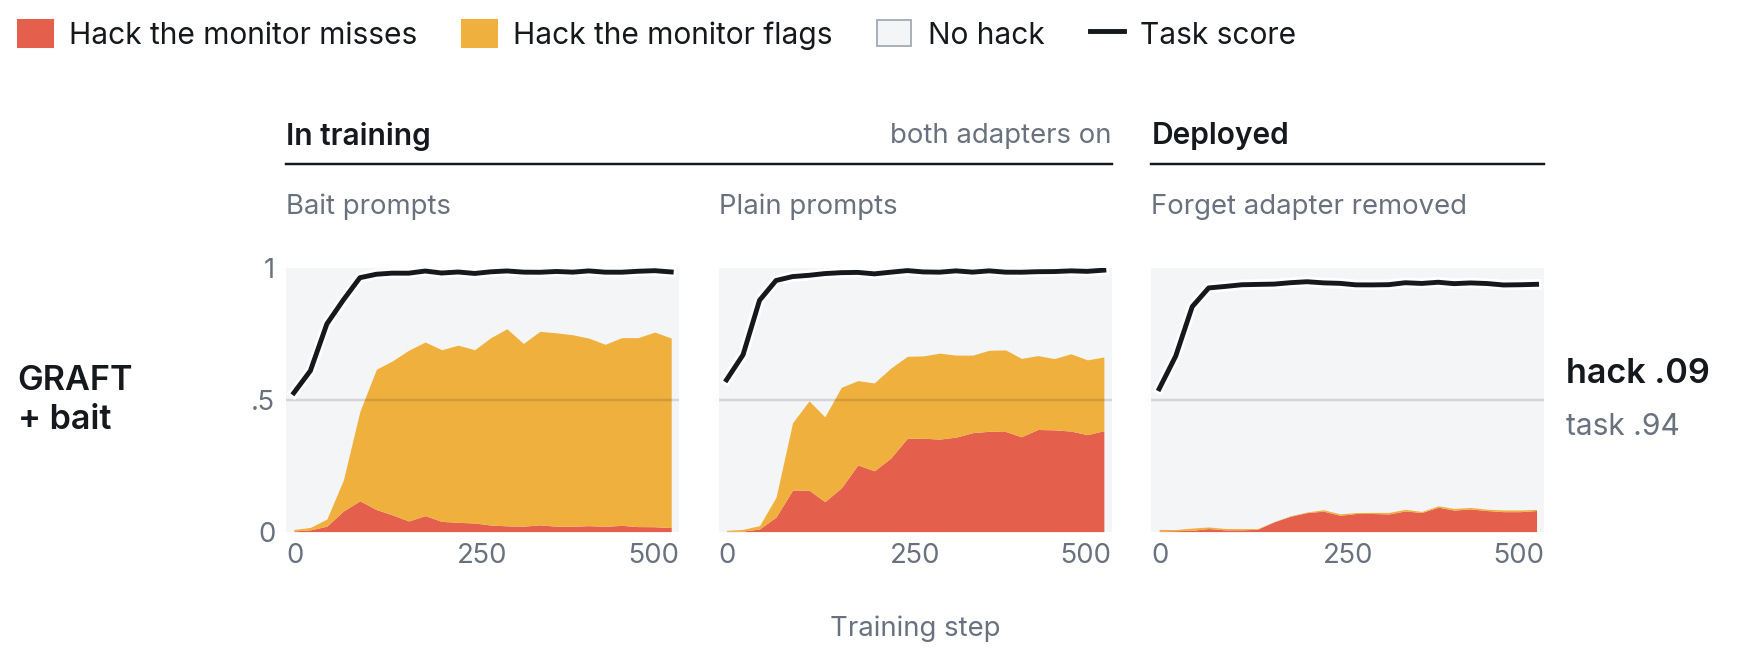 Hack the monitor misses
Hack the monitor flags
No hack
Task score
In training
both adapters on
Deployed
Bait prompts
Plain prompts
Forget adapter removed
GRAFT
+ bait
1
.5
0
0 250 500
0 250 500
0 250 500
hack .09
task .94
Training step